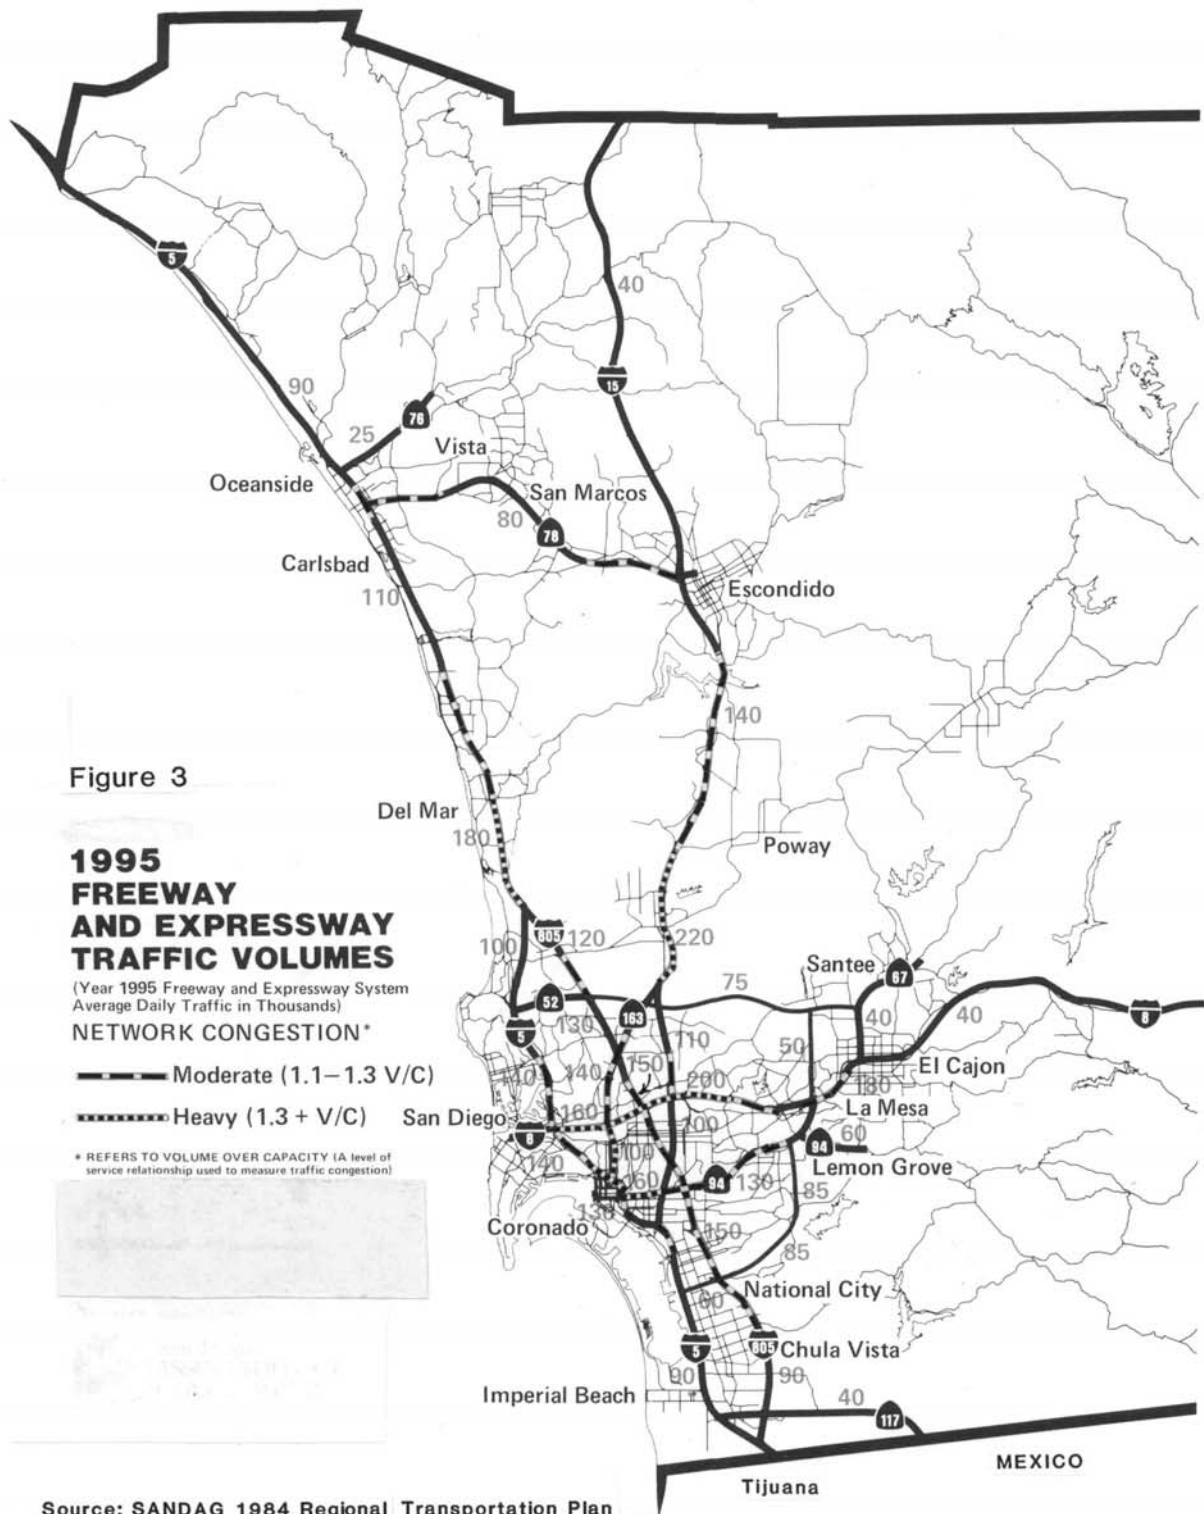 40
5
15
90
76
25
Vista
Oceanside
San Marcos
80
78
Carlsbad
110
Escondido
140
Figure 3
Del Mar
180
Poway
1995
FREEWAY
AND EXPRESSWAY
TRAFFIC VOLUMES
(Year 1995 Freeway and Expressway System
Average Daily Traffic in Thousands)
NETWORK CONGESTION*
Moderate (1.1–1.3 V/C)
Heavy (1.3 + V/C)
* REFERS TO VOLUME OVER CAPACITY (A level of
service relationship used to measure traffic congestion)
100
805
120
220
Santee
67
75
52
163
130
5
40
40
8
110
50
150
140
140
200
El Cajon
180
La Mesa
San Diego
160
8
100
60
94
Lemon Grove
140
100
160
94
130
85
Coronado
130
150
85
National City
60
5
805
Chula Vista
90
90
Imperial Beach
40
117
MEXICO
Tijuana
Source: SANDAG 1984 Regional Transportation Plan